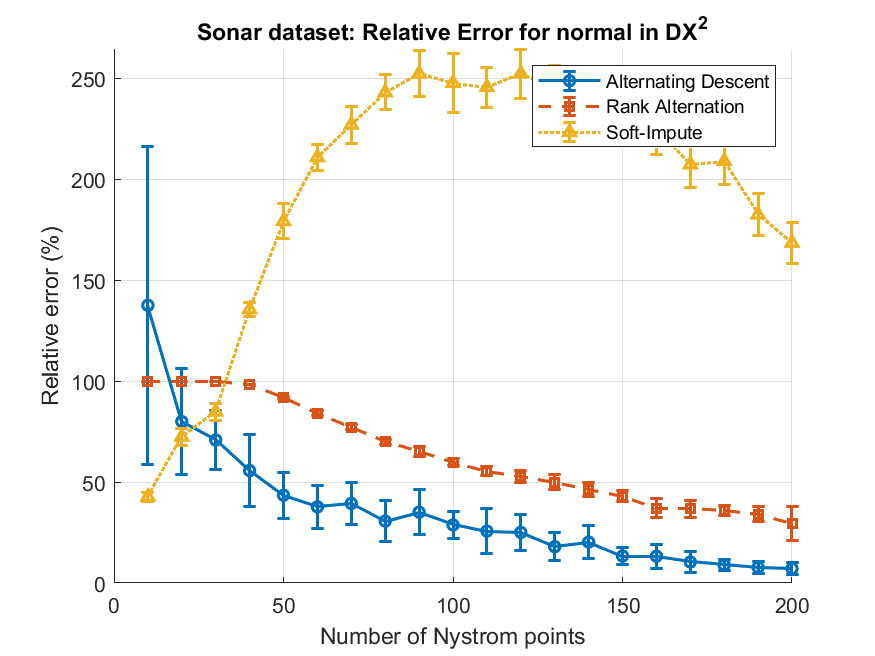 Sonar dataset: Relative Error for normal in DX²
Relative error (%)
250
200
150
100
50
0
Alternating Descent
Rank Alternation
Soft-Impute
0 50 100 150 200
Number of Nystrom points